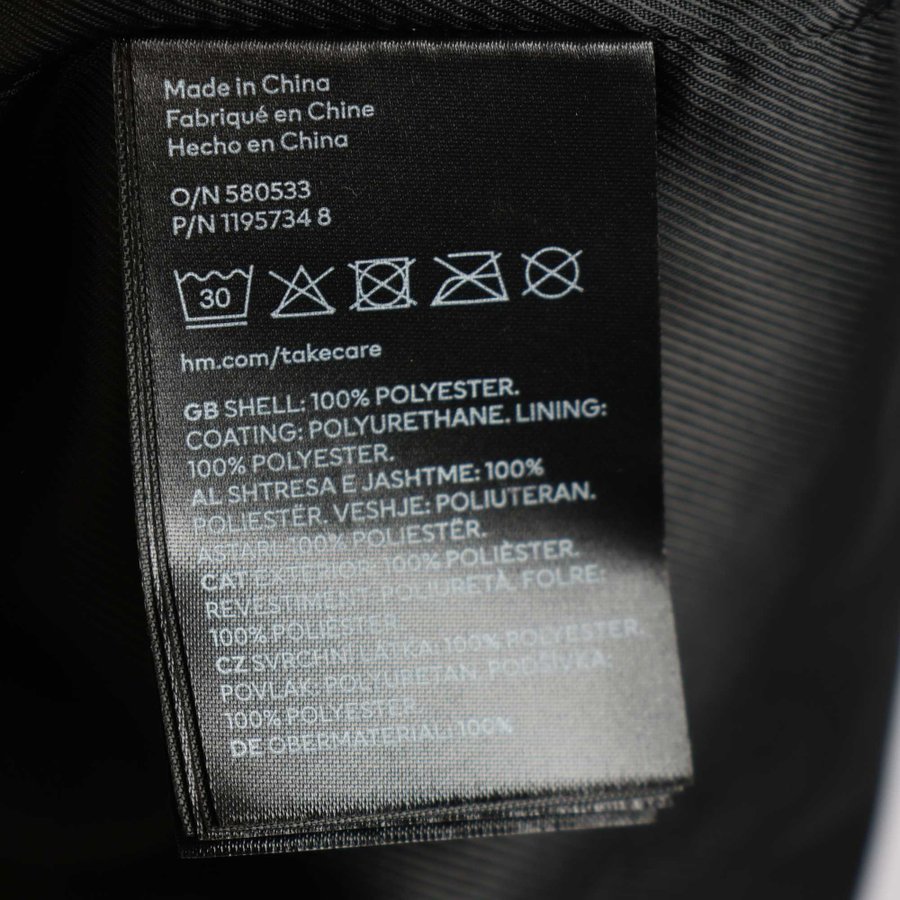 Made in China
Fabriqué en Chine
Hecho en China
O/N 580533
P/N 1195734 8
30
hm.com/takecare
GB SHELL: 100% POLYESTER.
COATING: POLYURETHANE. LINING:
100% POLYESTER.
AL SHTRESA E JASHTME: 100%
POLIESTËR. VESHJE: POLIUTERAN.
ASTARI: 100% POLIESTËR.
CAT EXTERIOR: 100% POLIÈSTER.
REVESTIMENT: POLIURETÀ. FOLRE:
100% POLIÈSTER.
CZ SVRCHNÍ LÁTKA: 100% POLYESTER.
POVLAK: POLYURETAN. PODŠÍVKA:
100% POLYESTER.
DE OBERMATERIAL: 100%